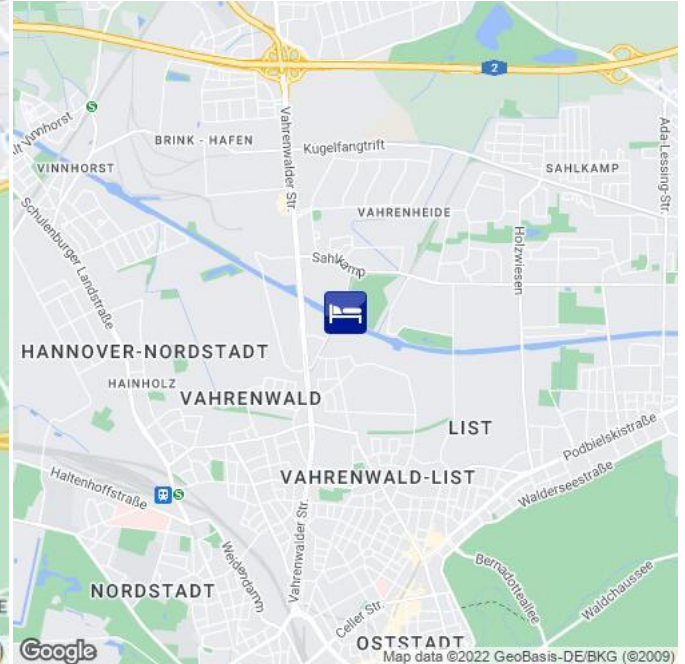 2
Vahrenwalder Str.
Ada-Lessing-Str.
BRINK - HAFEN
Kugelfangtrift
VINNHORST
SAHLKAMP
Schulenburger Landstraße
VAHRENHEIDE
Holzwiesen
Sahlkamp
HANNOVER-NORDSTADT
HAINHOLZ
VAHRENWALD
LIST
Podbielskistraße
Haltenhoffstraße
S
S
VAHRENWALD-LIST
Walderseestraße
Vahrenwalder Str.
Weidendamm
Bernadotteallee
Waldchaussee
NORDSTADT
Celler Str.
OSTSTADT
Google
Map data ©2022 GeoBasis-DE/BKG (©2009)